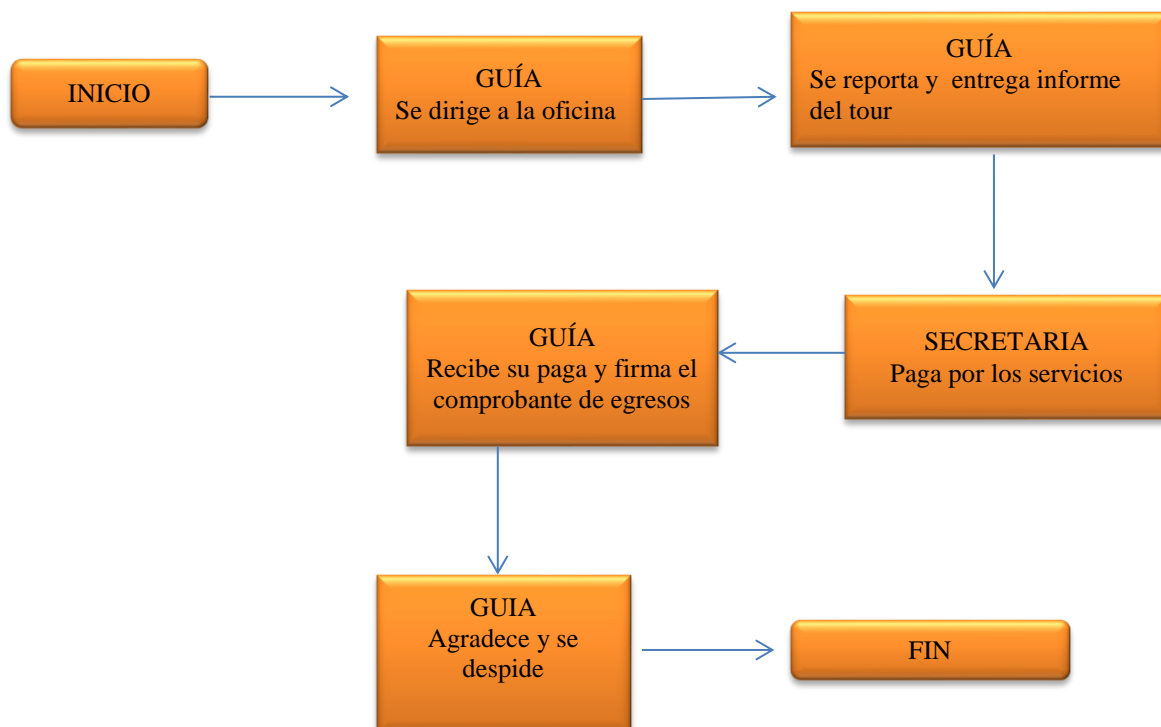 INICIO
GUÍA
Se dirige a la oficina
GUÍA
Se reporta y entrega informe
del tour
SECRETARIA
Paga por los servicios
GUÍA
Recibe su paga y firma el
comprobante de egresos
GUIA
Agradece y se
despide
FIN